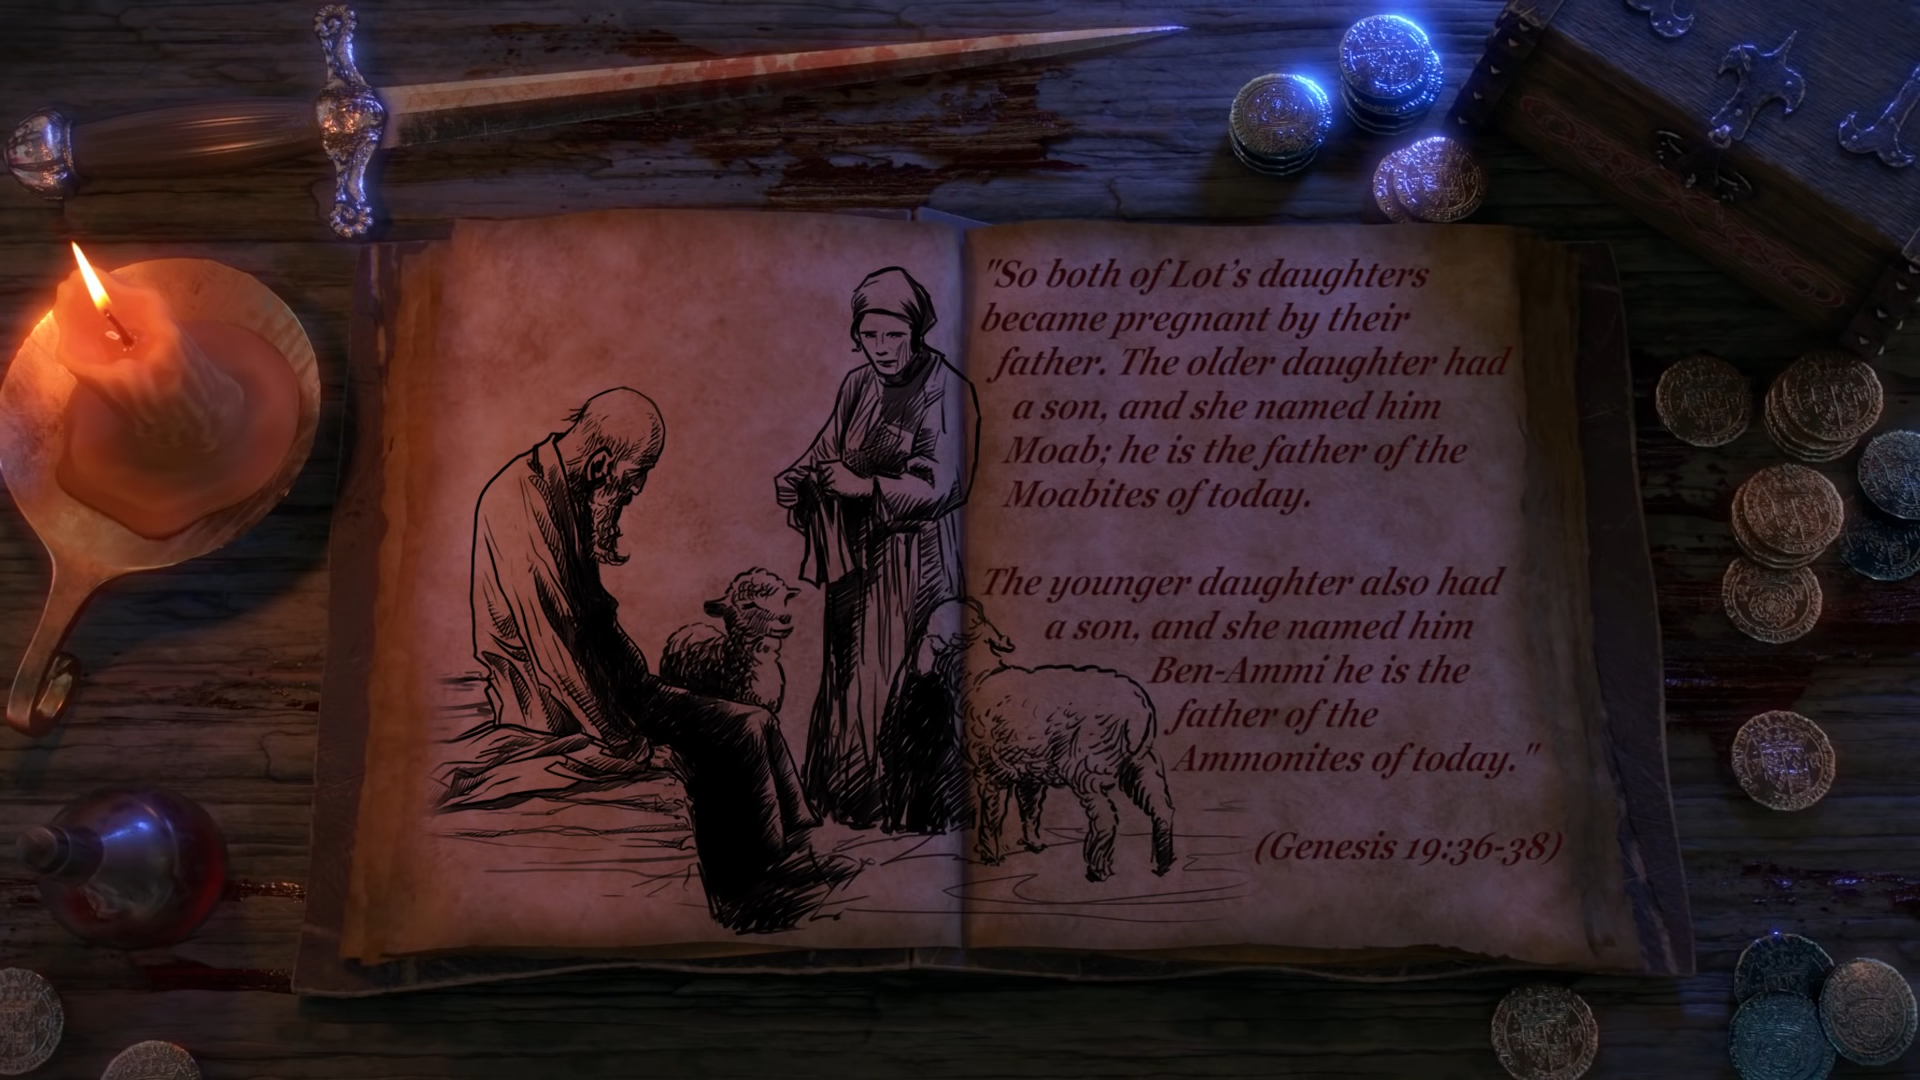 "So both of Lot’s daughters
became pregnant by their
father. The older daughter had
a son, and she named him
Moab; he is the father of the
Moabites of today.
The younger daughter also had
a son, and she named him
Ben-Ammi he is the
father of the
Ammonites of today."
(Genesis 19:36-38)